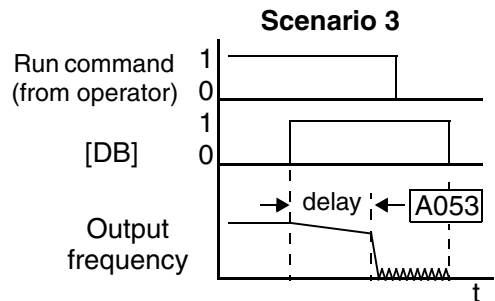 Scenario 3
Run command
(from operator)
1
0
[DB]
1
0
delay
A053
Output
frequency
t